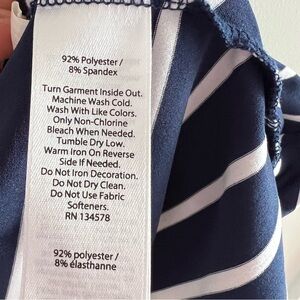 92% Polyester /
8% Spandex
Turn Garment Inside Out.
Machine Wash Cold.
Wash With Like Colors.
Only Non-Chlorine
Bleach When Needed.
Tumble Dry Low.
Warm Iron On Reverse
Side If Needed.
Do Not Iron Decoration.
Do Not Dry Clean.
Do Not Use Fabric
Softeners.
RN 134578
92% polyester /
8% élasthanne